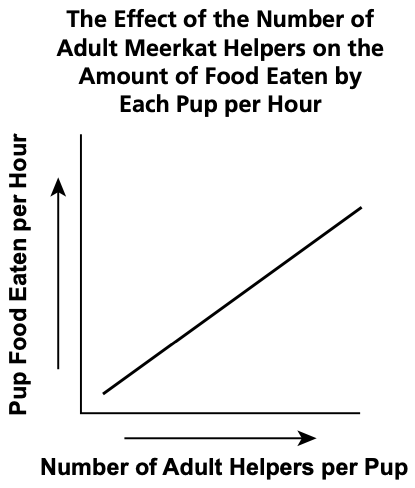 The Effect of the Number of
Adult Meerkat Helpers on the
Amount of Food Eaten by
Each Pup per Hour
Pup Food Eaten per Hour
Number of Adult Helpers per Pup